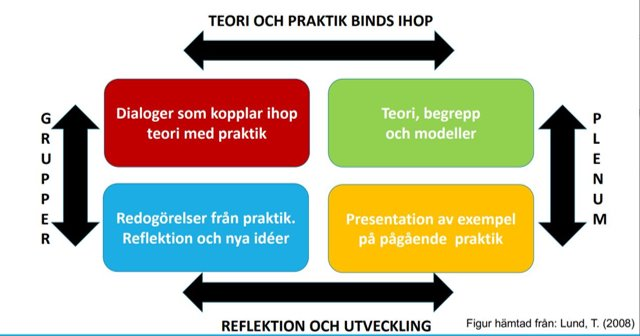 TEORI OCH PRAKTIK BINDS IHOP
GRUPPER
Dialoger som kopplar ihop
teori med praktik
Teori, begrepp
och modeller
PLENUM
Redogörelser från praktik.
Reflektion och nya idéer
Presentation av exempel
på pågående praktik
REFLEKTION OCH UTVECKLING
Figur hämtad från: Lund, T. (2008)